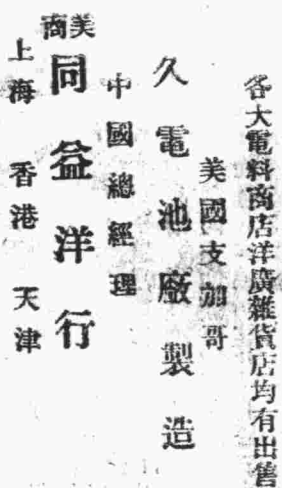 各大電料商店洋廣雜貨店均有出售
美國支加哥
久電池廠製造
中國總經理
美商
同益洋行
上海 香港 天津